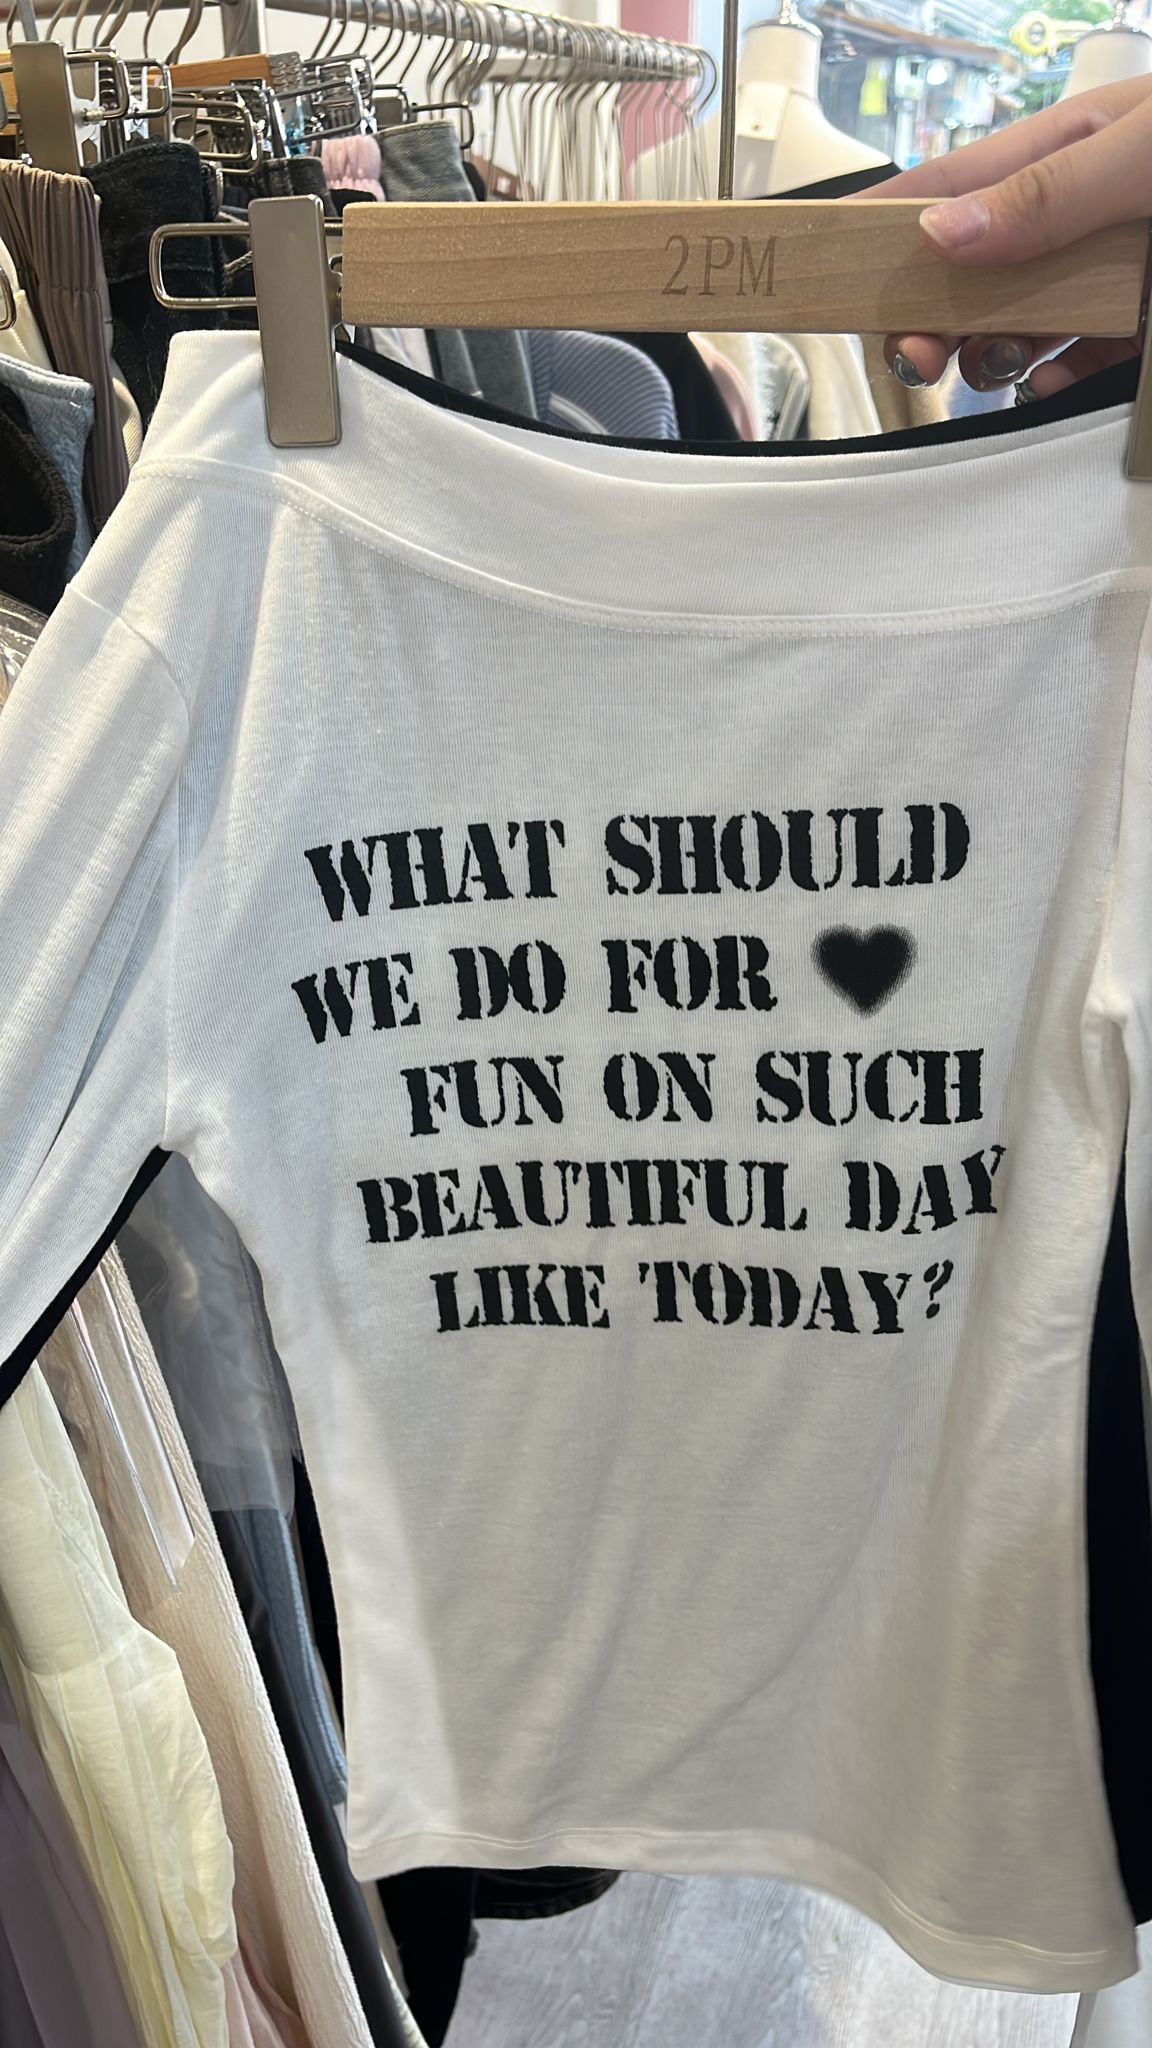 2PM
WHAT SHOULD
WE DO FOR
FUN ON SUCH
BEAUTIFUL DAY
LIKE TODAY?